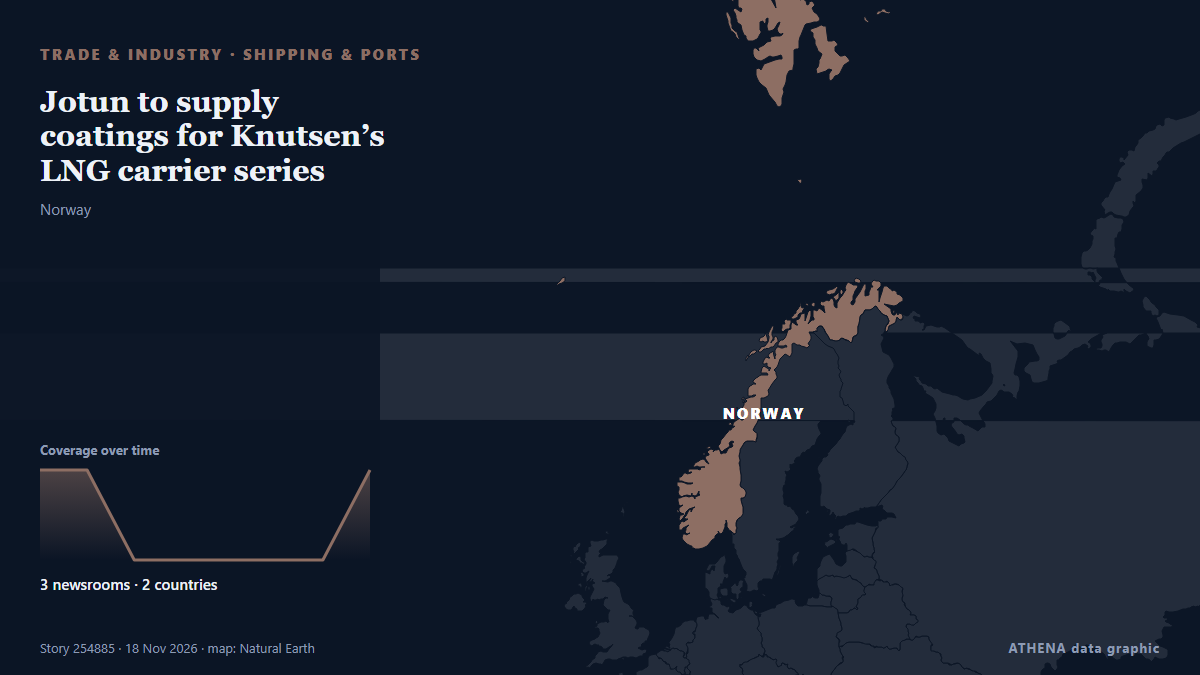 TRADE & INDUSTRY · SHIPPING & PORTS
Jotun to supply
coatings for Knutsen’s
LNG carrier series
Norway
NORWAY
Coverage over time
3 newsrooms · 2 countries
Story 254885 · 18 Nov 2026 · map: Natural Earth
ATHENA data graphic